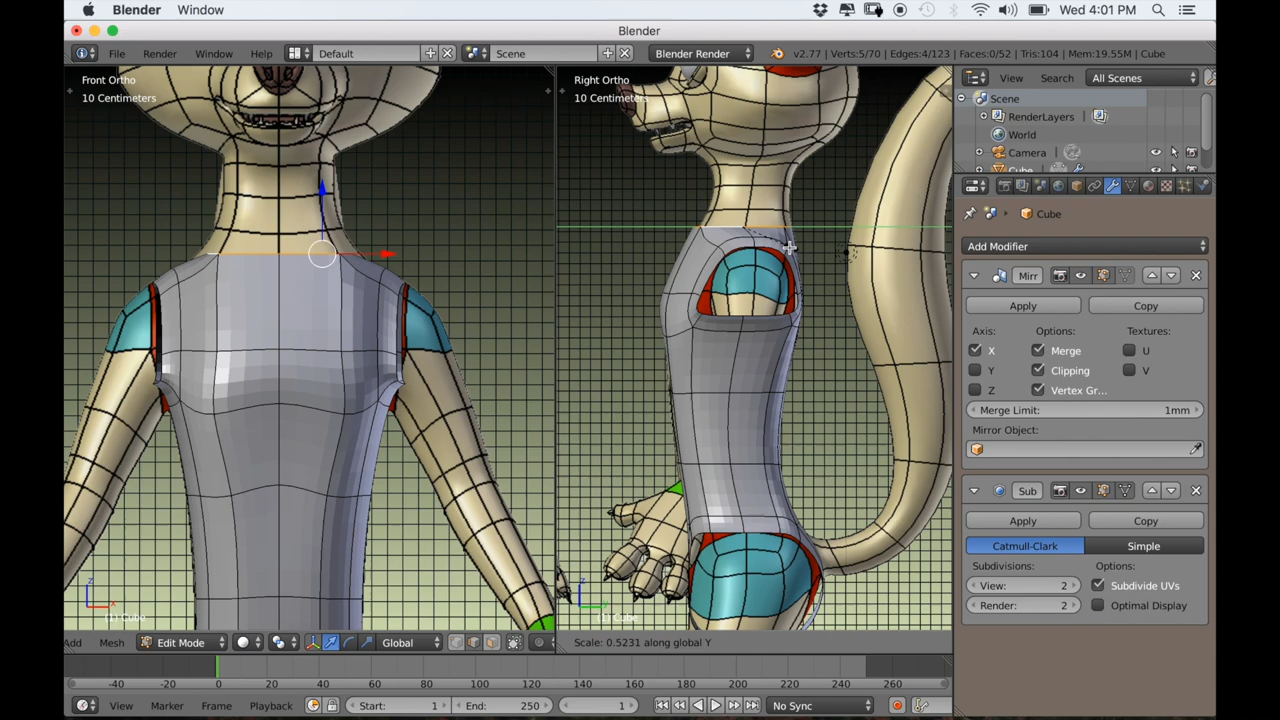 Blender Window Wed 4:01 PM
Blender
File Render Window Help Default Scene Blender Render v2.77 | Verts:5/70 | Edges:4/123 | Faces:0/52 | Tris:104 | Mem:19.55M | Cube
Front Ortho
10 Centimeters
Right Ortho
10 Centimeters
View Search All Scenes
Scene
RenderLayers
World
Camera
Cube
Cube
Add Modifier
Mirr
Apply Copy
Axis: Options: Textures:
X Merge U
Y Clipping V
Z Vertex Gr...
Merge Limit: 1mm
Mirror Object:
Sub
Apply Copy
Catmull-Clark Simple
Subdivisions: Options:
View: 2 Subdivide UVs
Render: 2 Optimal Display
z
x
(1) Cube
z
y
(1) Cube
Add Mesh Edit Mode Global
Scale: 0.5231 along global Y
-40 -20 0 20 40 60 80 100 120 140 160 180 200 220 240 260
View Marker Frame Playback Start: 1 End: 250 1 No Sync